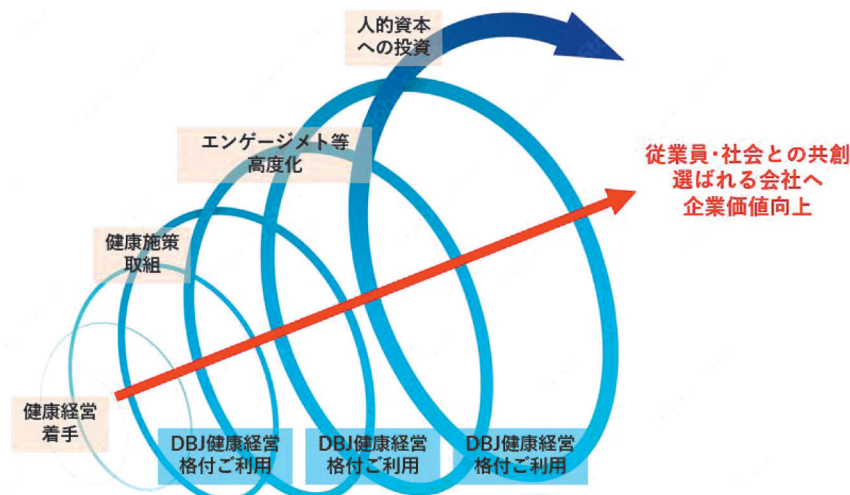 人的資本
への投資
エンゲージメト等
高度化
従業員・社会との共創
選ばれる会社へ
企業価値向上
健康施策
取組
健康経営
着手
DBJ健康経営
格付ご利用
DBJ健康経営
格付ご利用
DBJ健康経営
格付ご利用